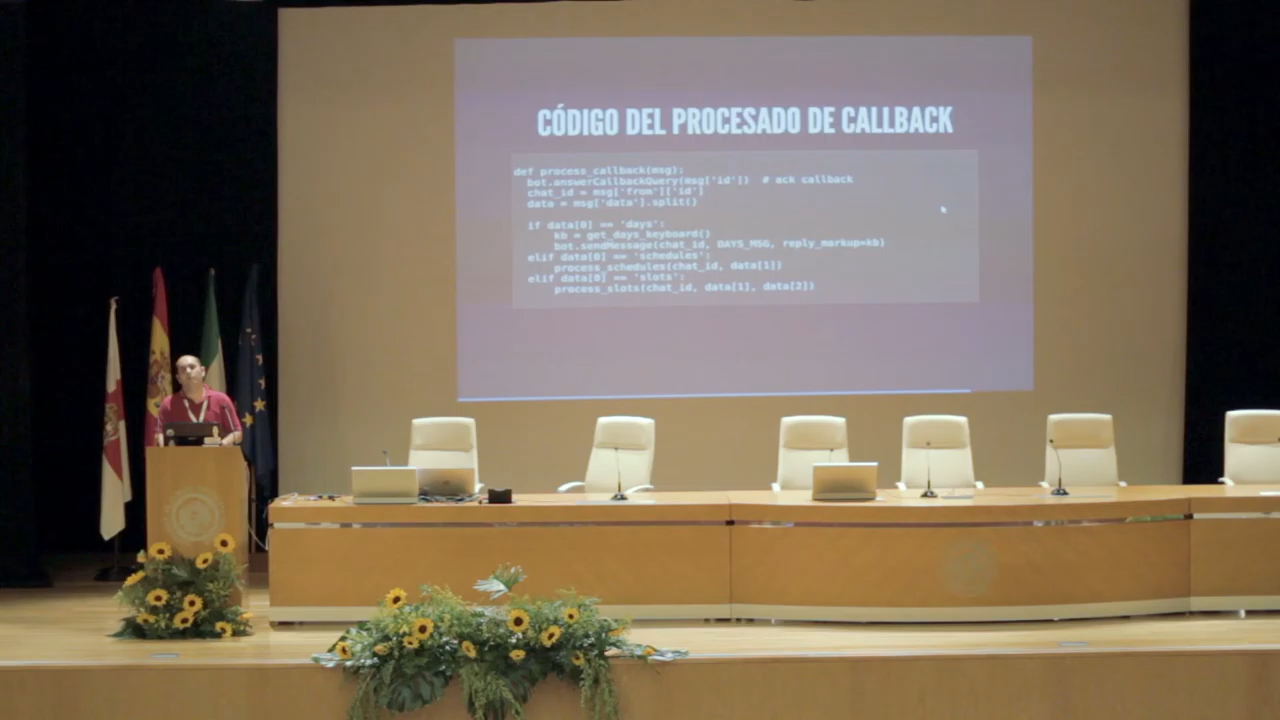 CÓDIGO DEL PROCESADO DE CALLBACK
def process_callback(msg):
bot.answerCallbackQuery(msg['id']) # ack callback
chat_id = msg['from']['id']
data = msg['data'].split()
if data[0] == 'days':
kb = get_days_keyboard()
bot.sendMessage(chat_id, DAYS_MSG, reply_markup=kb)
elif data[0] == 'schedules':
process_schedules(chat_id, data[1])
elif data[0] == 'slots':
process_slots(chat_id, data[1], data[2])